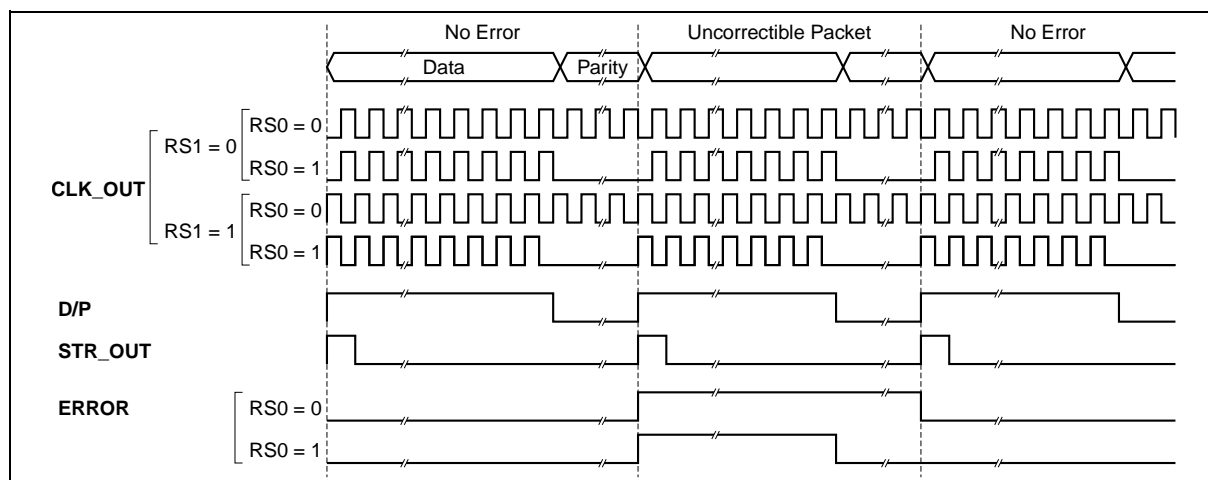 No Error Uncorrectible Packet No Error
Data Parity
CLK_OUT
RS1 = 0
RS0 = 0
RS0 = 1
RS1 = 1
RS0 = 0
RS0 = 1
D/P
STR_OUT
ERROR
RS0 = 0
RS0 = 1